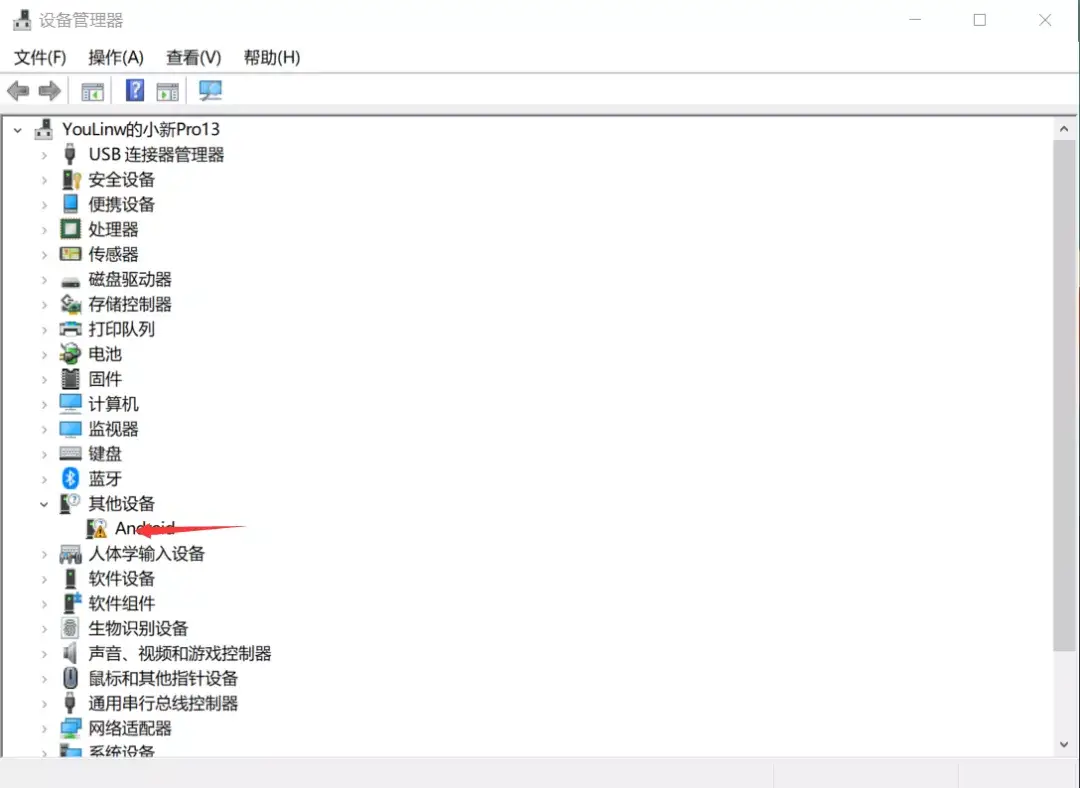 设备管理器
文件(F) 操作(A) 查看(V) 帮助(H)
YouLinw的小新Pro13
USB 连接器管理器
安全设备
便携设备
处理器
传感器
磁盘驱动器
存储控制器
打印队列
电池
固件
计算机
监视器
键盘
蓝牙
其他设备
Android
人体学输入设备
软件设备
软件组件
生物识别设备
声音、视频和游戏控制器
鼠标和其他指针设备
通用串行总线控制器
网络适配器
系统设备